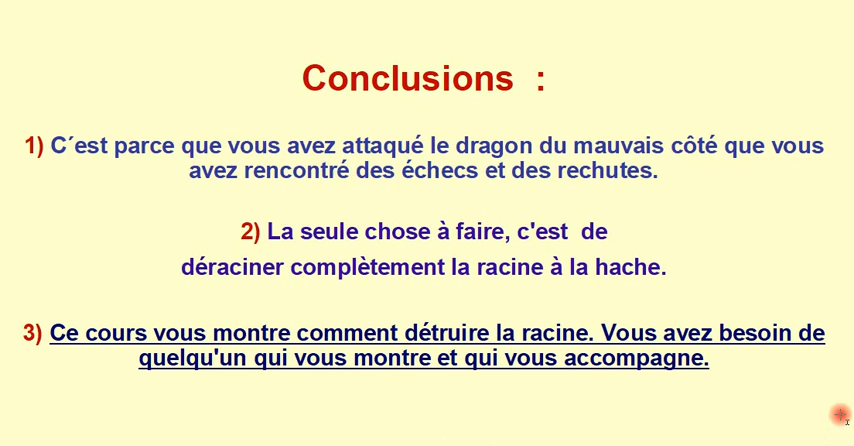 Conclusions :
1) C´est parce que vous avez attaqué le dragon du mauvais côté que vous
avez rencontré des échecs et des rechutes.
2) La seule chose à faire, c'est de
déraciner complètement la racine à la hache.
3) Ce cours vous montre comment détruire la racine. Vous avez besoin de
quelqu'un qui vous montre et qui vous accompagne.